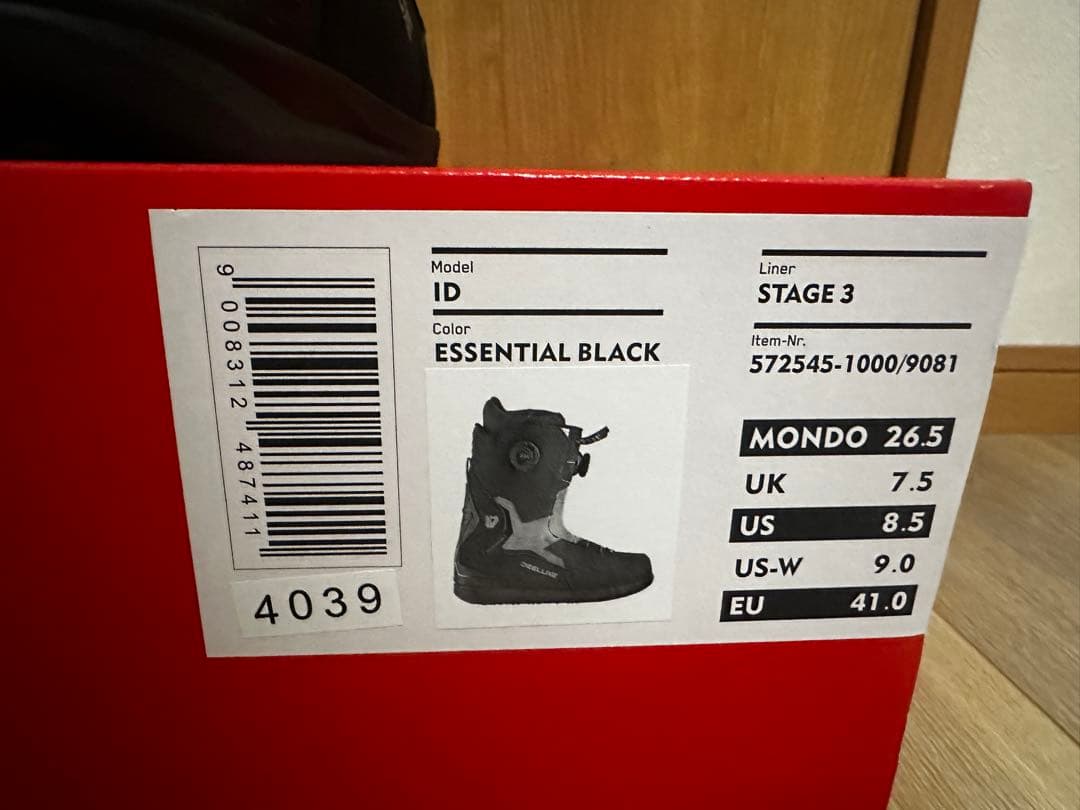 9 008312 487411
4039
Model
ID
Color
ESSENTIAL BLACK
DEELUXE
Liner
STAGE 3
Item-Nr.
572545-1000/9081
MONDO 26.5
UK 7.5
US 8.5
US-W 9.0
EU 41.0